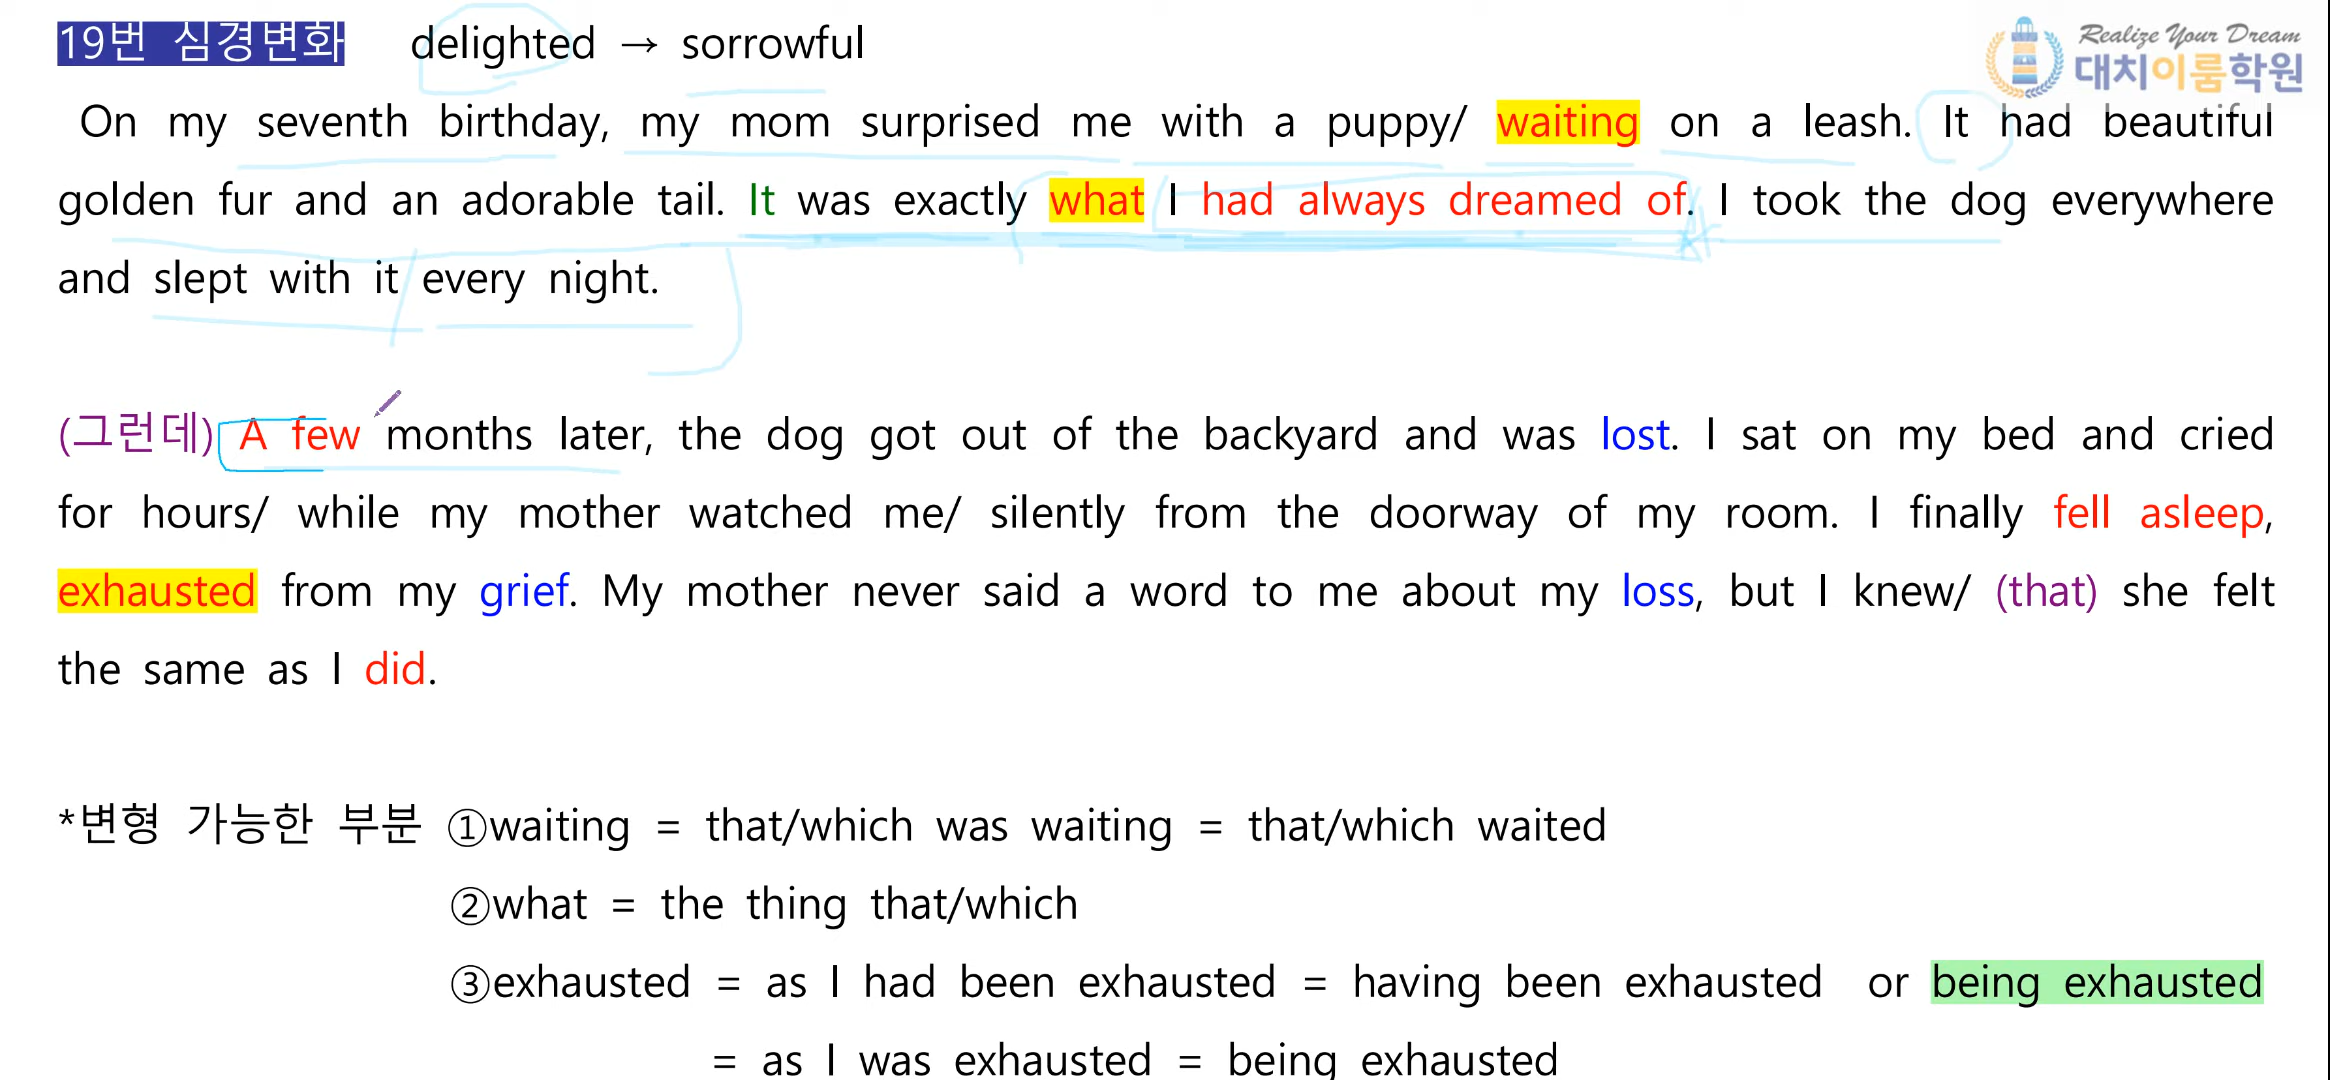 19번 심경변화 delighted → sorrowful
Realize Your Dream
대치이룸학원
On my seventh birthday, my mom surprised me with a puppy/ waiting on a leash. It had beautiful
golden fur and an adorable tail. It was exactly what I had always dreamed of. I took the dog everywhere
and slept with it every night.
(그런데) A few months later, the dog got out of the backyard and was lost. I sat on my bed and cried
for hours/ while my mother watched me/ silently from the doorway of my room. I finally fell asleep,
exhausted from my grief. My mother never said a word to me about my loss, but I knew/ (that) she felt
the same as I did.
*변형 가능한 부분 ①waiting = that/which was waiting = that/which waited
②what = the thing that/which
③exhausted = as I had been exhausted = having been exhausted or being exhausted
= as I was exhausted = being exhausted